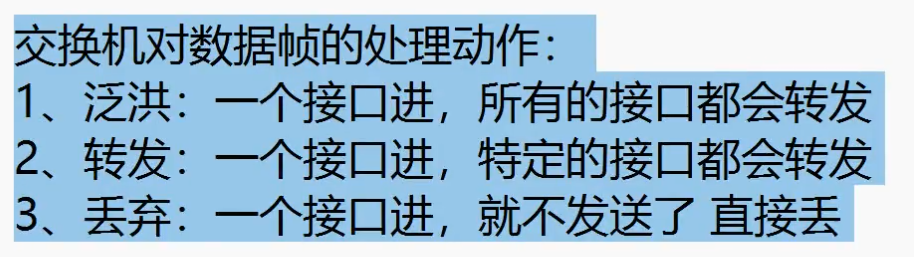 交换机对数据帧的处理动作：
1、泛洪：一个接口进，所有的接口都会转发
2、转发：一个接口进，特定的接口都会转发
3、丢弃：一个接口进，就不发送了 直接丢